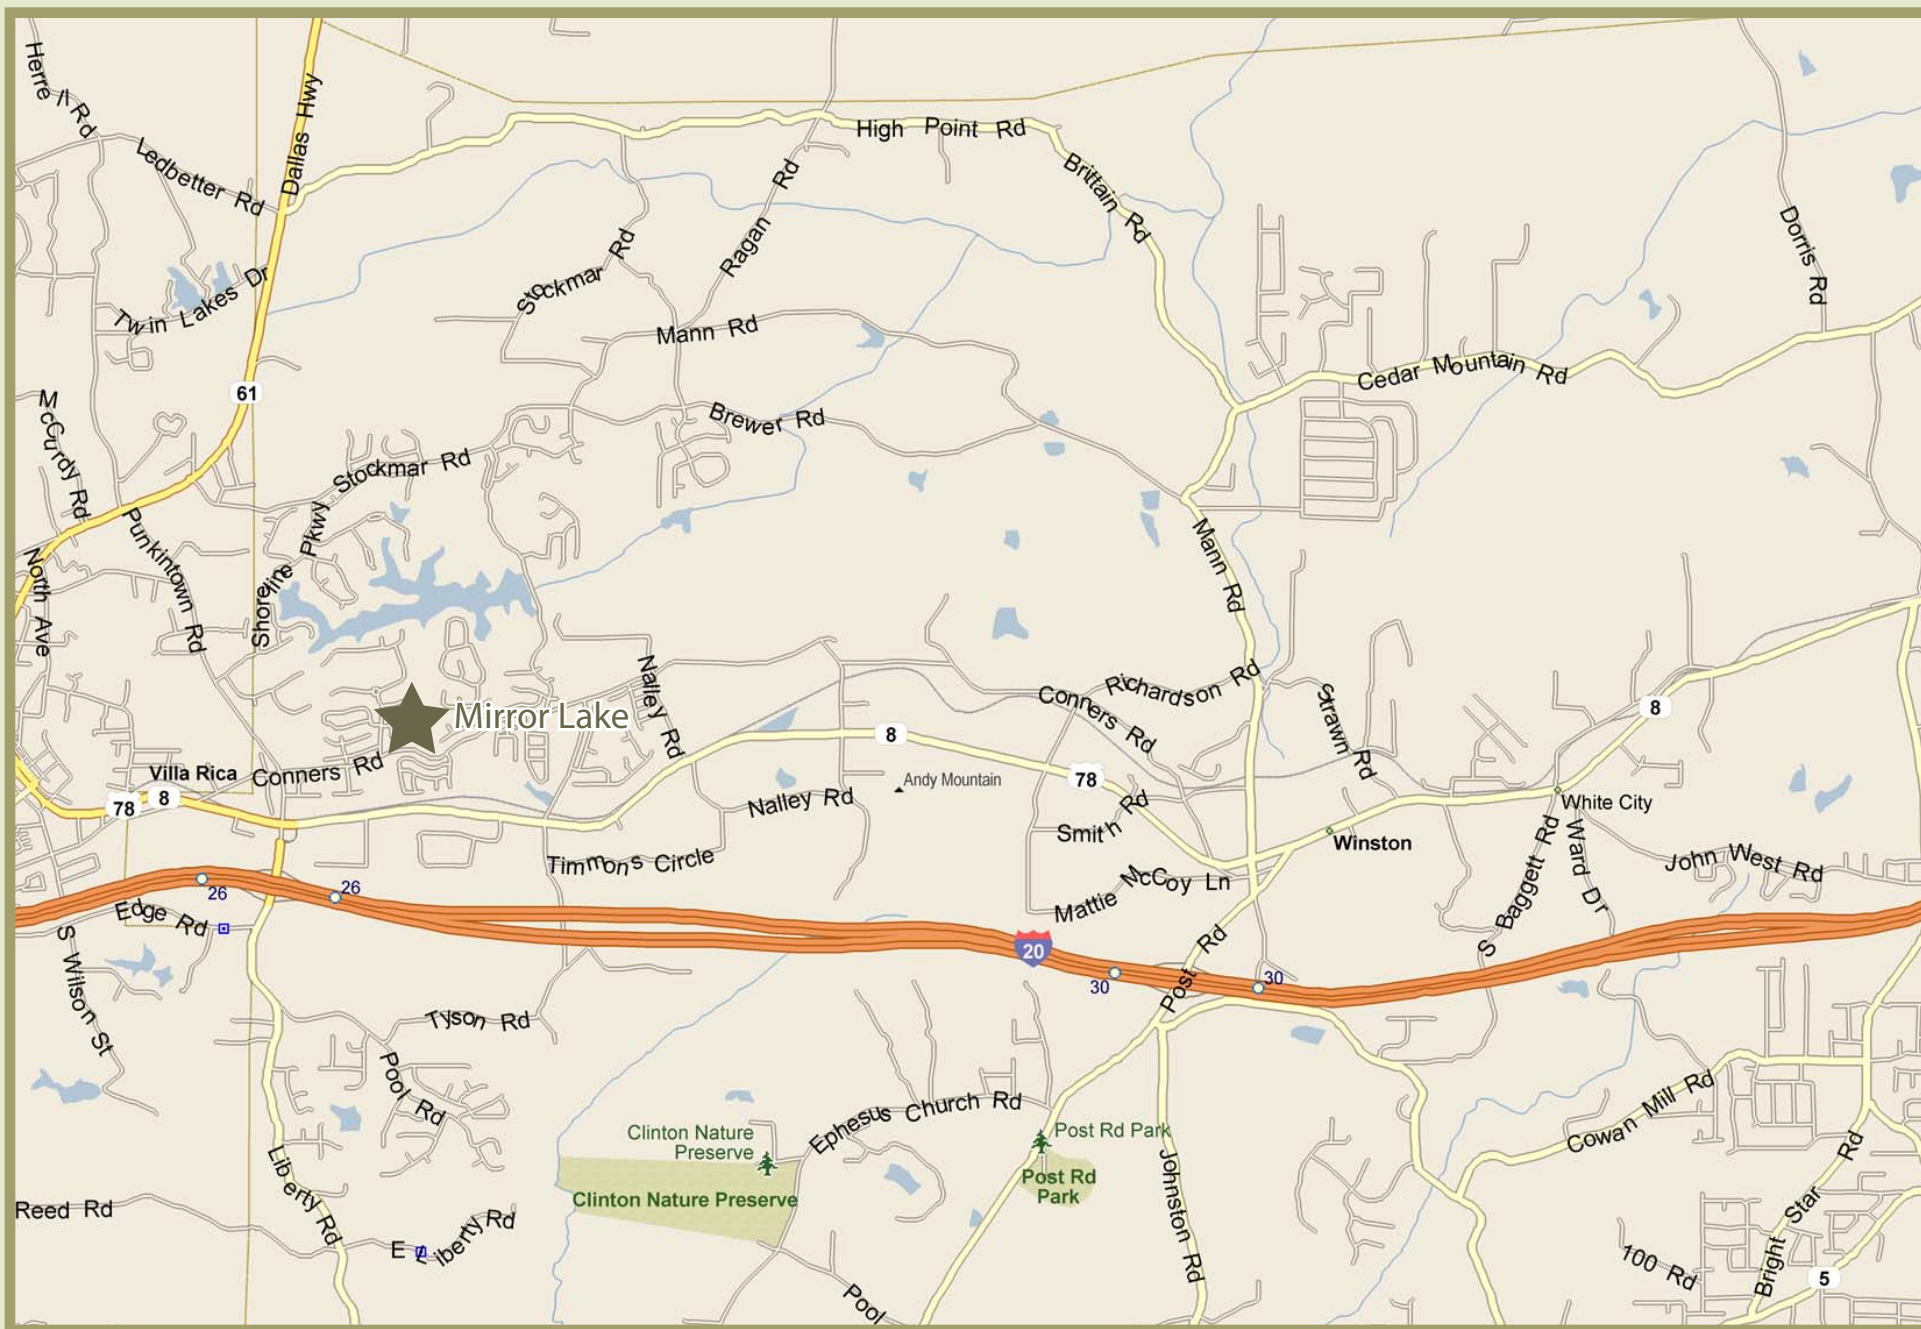 Herrell Rd
Dallas Hwy
Ledbetter Rd
High Point Rd
Brittain Rd
Ragan Rd
Stockmar Rd
Dorris Rd
Twin Lakes Dr
Mann Rd
61
Cedar Mountain Rd
McCurdy Rd
Brewer Rd
Stockmar Rd
Punkintown Rd
Shoreline Pkwy
North Ave
Mann Rd
Nalley Rd
Conners Rd
Richardson Rd
Strawn Rd
8
Mirror Lake
8
Villa Rica
Conners Rd
78
8
Andy Mountain
78
Nalley Rd
Smith Rd
White City
Winston
Timmons Circle
Mattie McCoy Ln
S Baggett Rd
Ward Dr
John West Rd
26
26
Edge Rd
S Wilson St
20
30
30
Post Rd
Tyson Rd
Pool Rd
Ephesus Church Rd
Cowan Mill Rd
Clinton Nature
Preserve
Clinton Nature Preserve
Post Rd Park
Post Rd
Park
Johnston Rd
Liberty Rd
Reed Rd
E Liberty Rd
Bright Star Rd
100 Rd
5
Pool